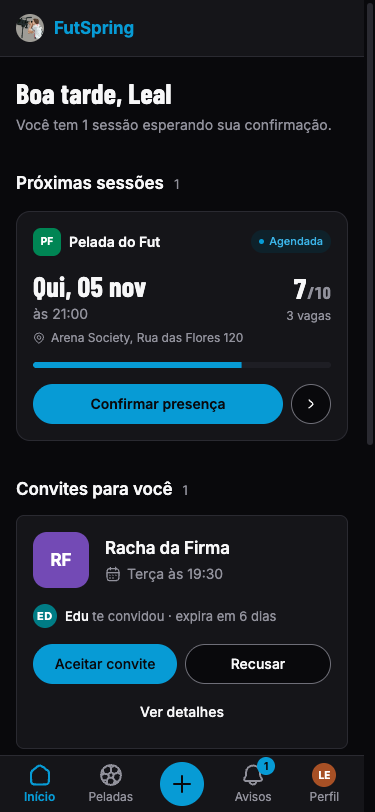 FutSpring
Boa tarde, Leal
Você tem 1 sessão esperando sua confirmação.
Próximas sessões 1
PF Pelada do Fut Agendada
Qui, 05 nov 7/10
às 21:00 3 vagas
Arena Society, Rua das Flores 120
Confirmar presença
Convites para você 1
RF Racha da Firma
Terça às 19:30
ED Edu te convidou · expira em 6 dias
Aceitar convite Recusar
Ver detalhes
1 LE
Início Peladas Avisos Perfil